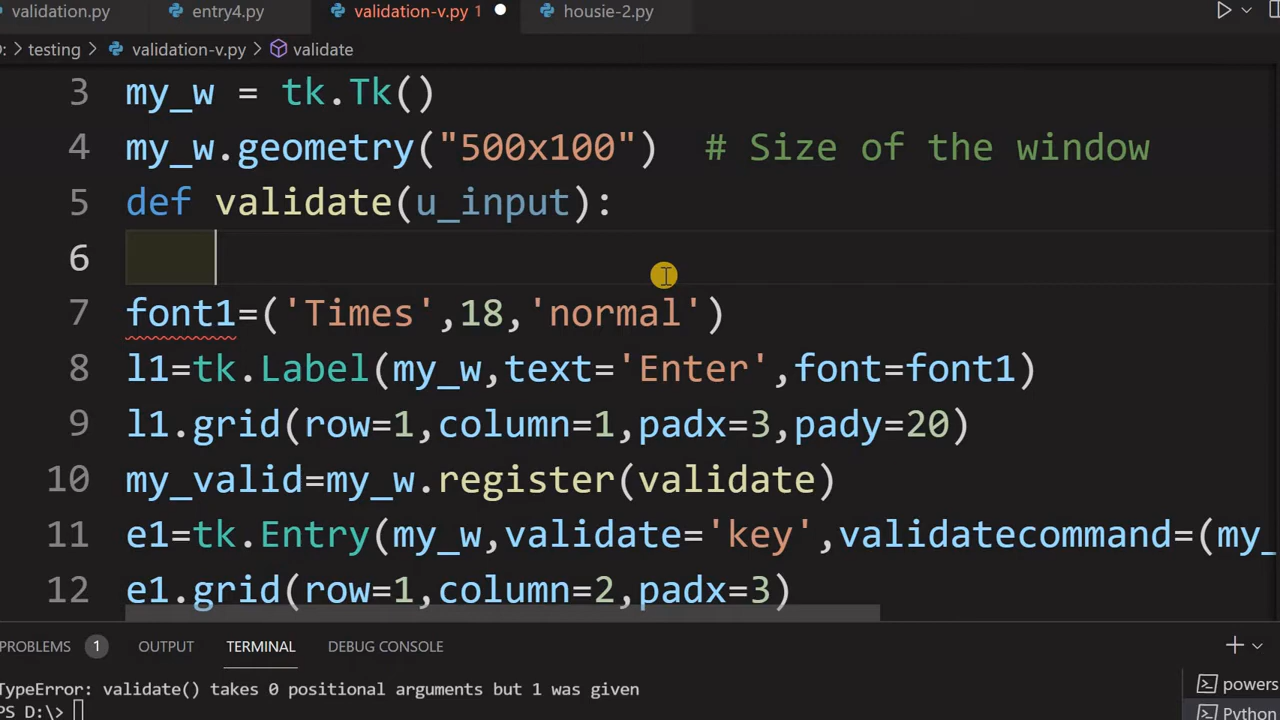 validation.py entry4.py validation-v.py 1 housie-2.py
: > testing > validation-v.py > validate
3 my_w = tk.Tk()
4 my_w.geometry("500x100")  # Size of the window
5 def validate(u_input):
6
7 font1=('Times',18,'normal')
8 l1=tk.Label(my_w,text='Enter',font=font1)
9 l1.grid(row=1,column=1,padx=3,pady=20)
10 my_valid=my_w.register(validate)
11 e1=tk.Entry(my_w,validate='key',validatecommand=(my_
12 e1.grid(row=1,column=2,padx=3)
PROBLEMS 1 OUTPUT TERMINAL DEBUG CONSOLE
TypeError: validate() takes 0 positional arguments but 1 was given
powers
PS D:\>
Python